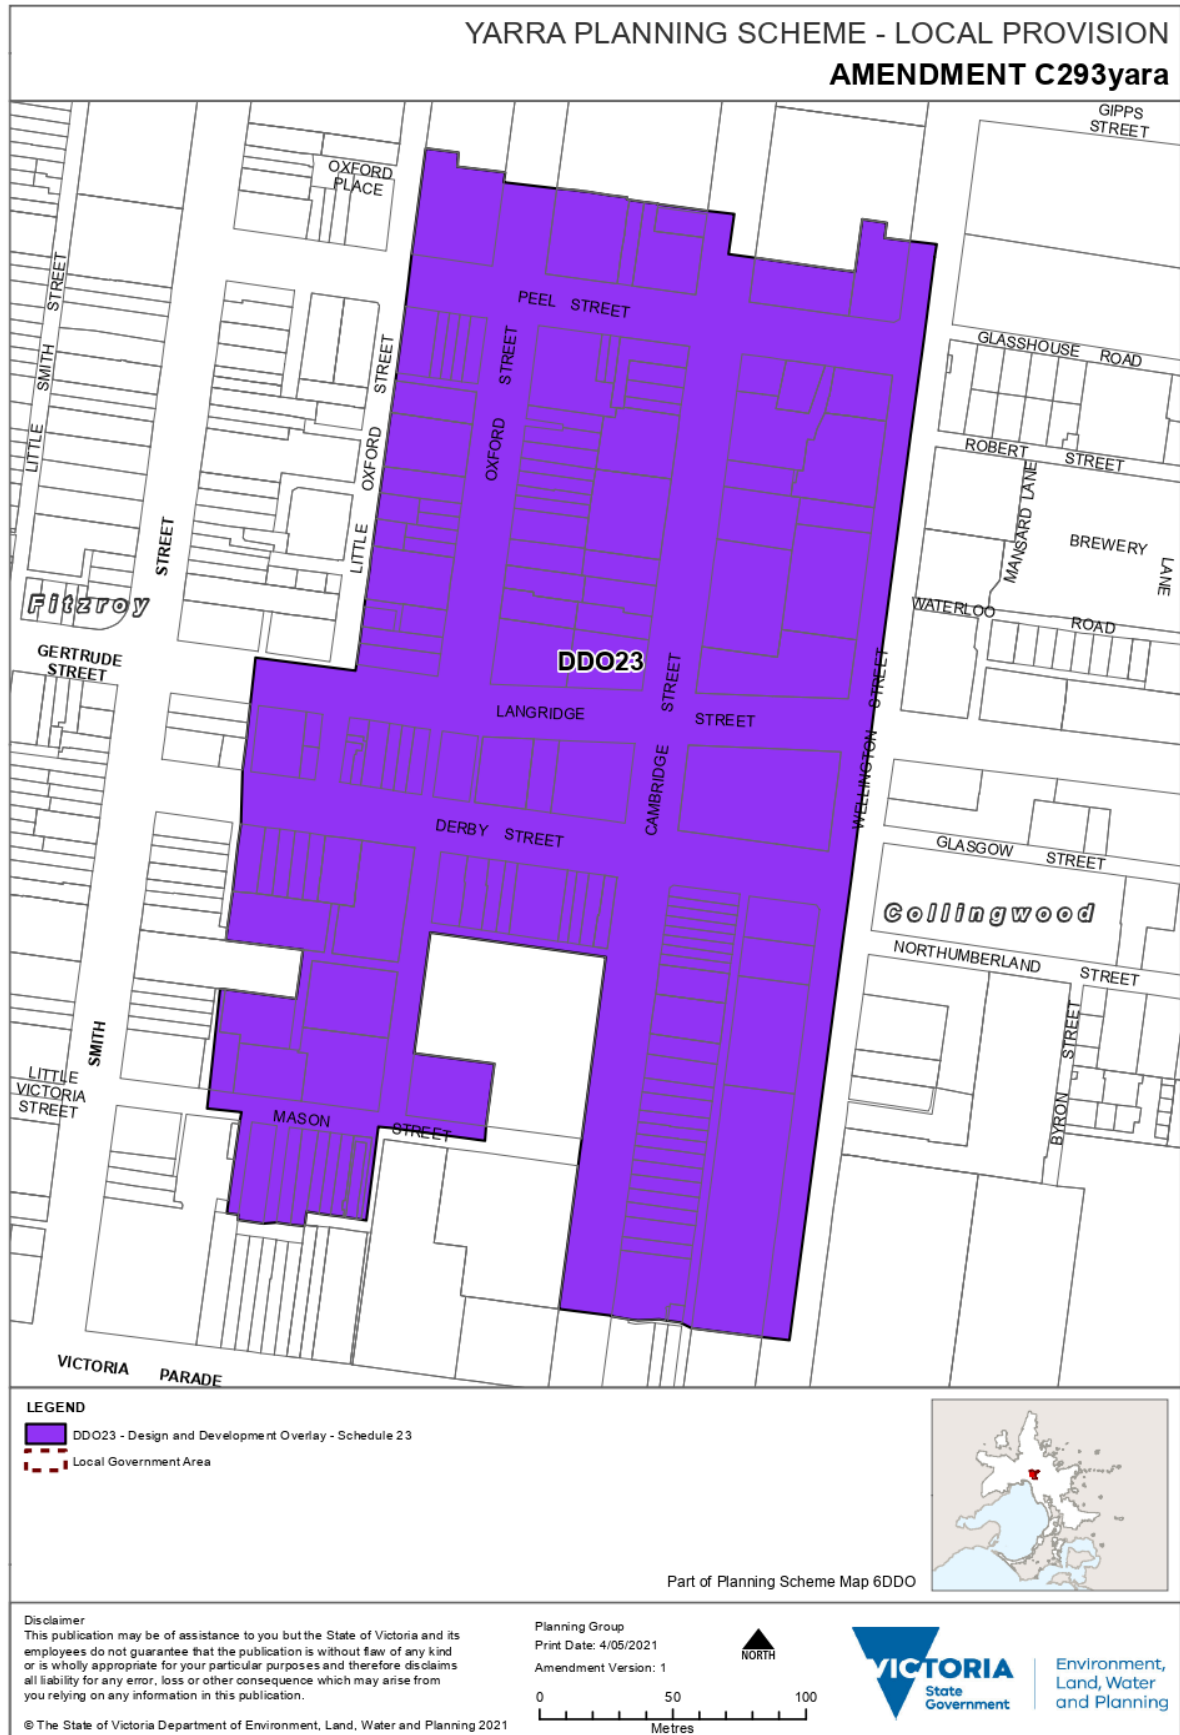 YARRA PLANNING SCHEME - LOCAL PROVISION
AMENDMENT C293yara
GIPPS
STREET
OXFORD
PLACE
LITTLE SMITH STREET
PEEL STREET
GLASSHOUSE ROAD
LITTLE OXFORD STREET
OXFORD STREET
ROBERT STREET
MANSARD LANE
BREWERY LANE
STREET
Fitzroy
WATERLOO ROAD
GERTRUDE
STREET
DDO23
LANGRIDGE STREET
CAMBRIDGE STREET
WELLINGTON STREET
DERBY STREET
GLASGOW STREET
Collingwood
NORTHUMBERLAND STREET
SMITH
BYRON STREET
LITTLE
VICTORIA
STREET
MASON STREET
VICTORIA PARADE
LEGEND
DDO23 - Design and Development Overlay - Schedule 23
Local Government Area
Part of Planning Scheme Map 6DDO
Disclaimer
This publication may be of assistance to you but the State of Victoria and its
employees do not guarantee that the publication is without flaw of any kind
or is wholly appropriate for your particular purposes and therefore disclaims
all liability for any error, loss or other consequence which may arise from
you relying on any information in this publication.
© The State of Victoria Department of Environment, Land, Water and Planning 2021
Planning Group
Print Date: 4/05/2021
Amendment Version: 1
NORTH
0 50 100
Metres
VICTORIA
State
Government
Environment,
Land, Water
and Planning